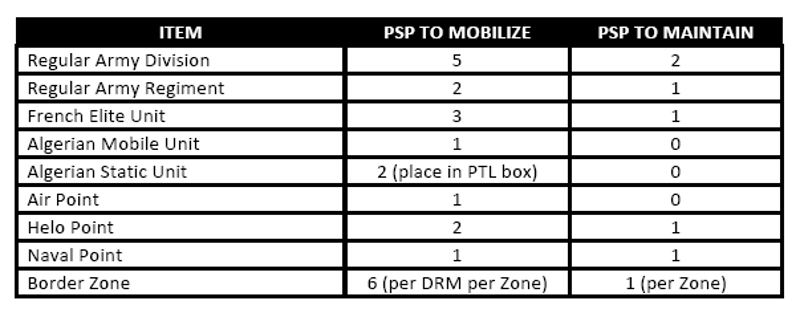 ITEM PSP TO MOBILIZE PSP TO MAINTAIN
Regular Army Division 5 2
Regular Army Regiment 2 1
French Elite Unit 3 1
Algerian Mobile Unit 1 0
Algerian Static Unit 2 (place in PTL box) 0
Air Point 1 0
Helo Point 2 1
Naval Point 1 1
Border Zone 6 (per DRM per Zone) 1 (per Zone)